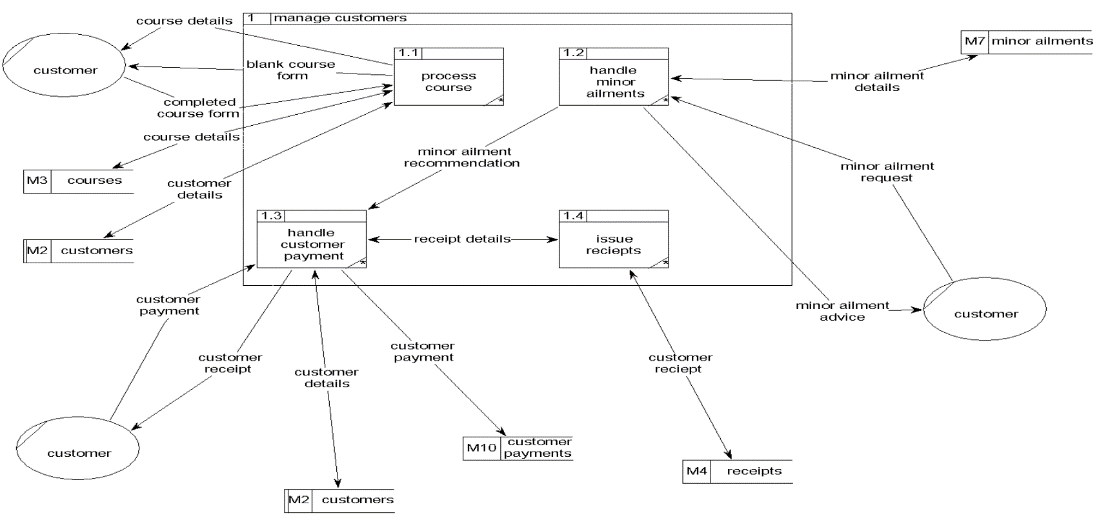 1 manage customers
course details
customer
blank course
form
1.1
process
course
*
1.2
handle
minor
ailments
*
M7 minor ailments
minor ailment
details
completed
course form
course details
M3 courses
customer
details
M2 customers
minor ailment
recommendation
minor ailment
request
1.3
handle
customer
payment
*
receipt details
1.4
issue
reciepts
*
customer
payment
minor ailment
advice
customer
customer
receipt
customer
details
customer
payment
customer
reciept
customer
M10 customer
payments
M4 receipts
M2 customers